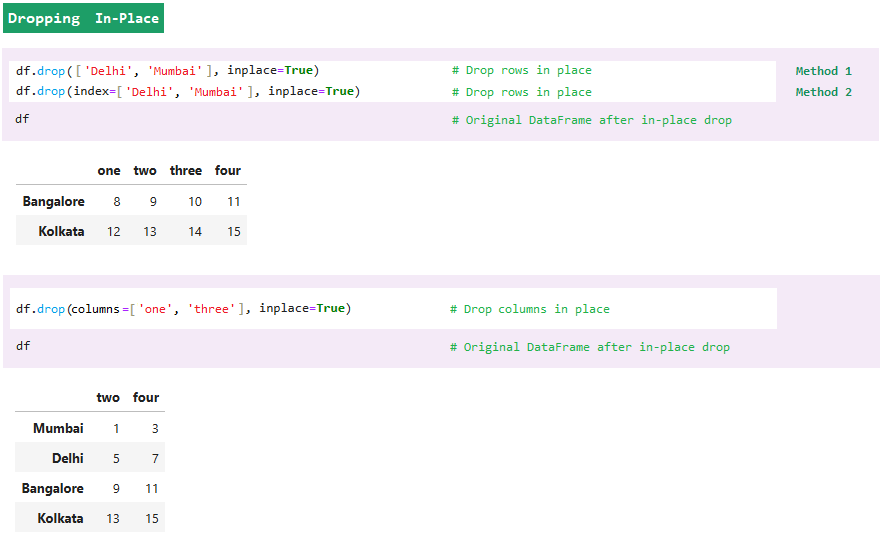 Dropping In-Place
df.drop(['Delhi', 'Mumbai'], inplace=True) # Drop rows in place Method 1
df.drop(index=['Delhi', 'Mumbai'], inplace=True) # Drop rows in place Method 2
df # Original DataFrame after in-place drop
one two three four
Bangalore 8 9 10 11
Kolkata 12 13 14 15
df.drop(columns=['one', 'three'], inplace=True) # Drop columns in place
df # Original DataFrame after in-place drop
two four
Mumbai 1 3
Delhi 5 7
Bangalore 9 11
Kolkata 13 15